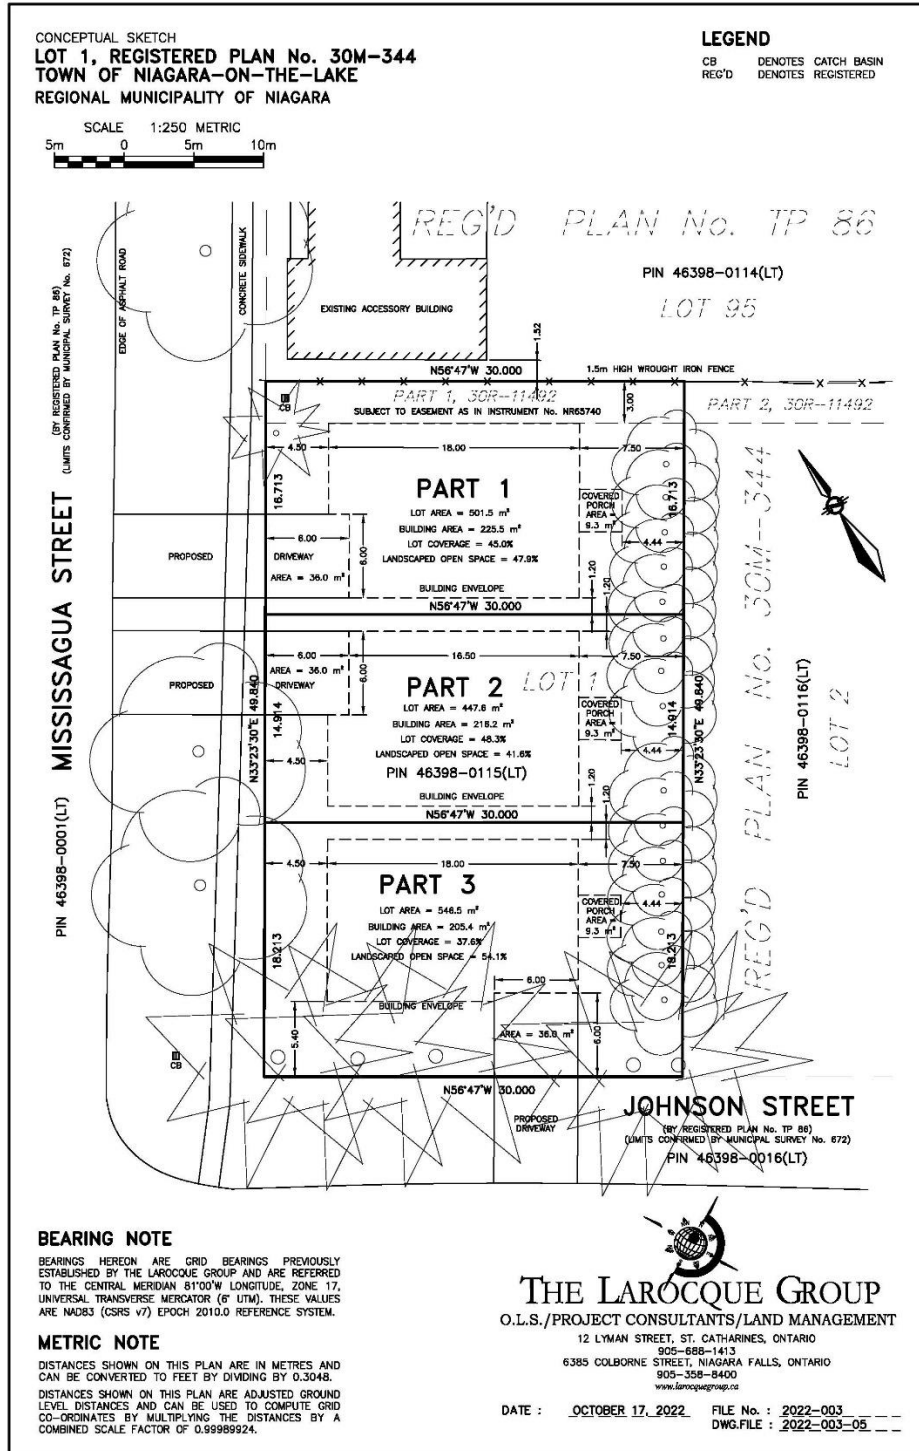 CONCEPTUAL SKETCH
LOT 1, REGISTERED PLAN No. 30M-344
TOWN OF NIAGARA-ON-THE-LAKE
REGIONAL MUNICIPALITY OF NIAGARA
LEGEND
CB DENOTES CATCH BASIN
REG'D DENOTES REGISTERED
SCALE 1:250 METRIC
5m 0 5m 10m
REG'D PLAN No. TP 86
PIN 46398-0114(LT)
LOT 95
EDGE OF ASPHALT ROAD
CONCRETE SIDEWALK
EXISTING ACCESSORY BUILDING
1.52
N56°47'W 30.000
1.5m HIGH WROUGHT IRON FENCE
CB
PART 1, 30R-11492
SUBJECT TO EASEMENT AS IN INSTRUMENT No. NR65740
3.00
PART 2, 30R-11492
4.50
18.00
7.50
16.713
PART 1
LOT AREA = 501.5 m²
BUILDING AREA = 225.5 m²
LOT COVERAGE = 45.0%
LANDSCAPED OPEN SPACE = 47.9%
BUILDING ENVELOPE
COVERED
PORCH
AREA =
9.3 m²
16.713
4.44
6.00
PROPOSED DRIVEWAY
AREA = 36.0 m²
6.00
1.20
1.20
N56°47'W 30.000
6.00
16.50
7.50
AREA = 36.0 m²
PROPOSED DRIVEWAY
6.00
PART 2
LOT 1
LOT AREA = 447.6 m²
BUILDING AREA = 216.2 m²
LOT COVERAGE = 48.3%
LANDSCAPED OPEN SPACE = 41.6%
PIN 46398-0115(LT)
BUILDING ENVELOPE
COVERED
PORCH
AREA =
9.3 m²
4.44
14.914
N33°23'30"E 49.840
14.914
N33°23'30"E 49.840
4.50
1.20
1.20
N56°47'W 30.000
4.50
18.00
7.50
PART 3
LOT AREA = 546.5 m²
BUILDING AREA = 205.4 m²
LOT COVERAGE = 37.6%
LANDSCAPED OPEN SPACE = 54.1%
BUILDING ENVELOPE
COVERED
PORCH
AREA =
9.3 m²
4.44
18.213
18.213
5.40
6.00
AREA = 36.0 m²
6.00
CB
N56°47'W 30.000
PROPOSED
DRIVEWAY
(BY REGISTERED PLAN No. TP 86)
(LIMITS CONFIRMED BY MUNICIPAL SURVEY No. 672)
MISSISSAGUA STREET
PIN 46398-0001(LT)
REG'D PLAN No. 30M-344
PIN 46398-0116(LT)
LOT 2
JOHNSON STREET
(BY REGISTERED PLAN No. TP 86)
(LIMITS CONFIRMED BY MUNICIPAL SURVEY No. 672)
PIN 46398-0016(LT)
BEARING NOTE
BEARINGS HEREON ARE GRID BEARINGS PREVIOUSLY
ESTABLISHED BY THE LAROCQUE GROUP AND ARE REFERRED
TO THE CENTRAL MERIDIAN 81°00'W LONGITUDE, ZONE 17,
UNIVERSAL TRANSVERSE MERCATOR (6° UTM). THESE VALUES
ARE NAD83 (CSRS v7) EPOCH 2010.0 REFERENCE SYSTEM.
METRIC NOTE
DISTANCES SHOWN ON THIS PLAN ARE IN METRES AND
CAN BE CONVERTED TO FEET BY DIVIDING BY 0.3048.
DISTANCES SHOWN ON THIS PLAN ARE ADJUSTED GROUND
LEVEL DISTANCES AND CAN BE USED TO COMPUTE GRID
CO-ORDINATES BY MULTIPLYING THE DISTANCES BY A
COMBINED SCALE FACTOR OF 0.99989924.
THE LAROCQUE GROUP
O.L.S./PROJECT CONSULTANTS/LAND MANAGEMENT
12 LYMAN STREET, ST. CATHARINES, ONTARIO
905-688-1413
6385 COLBORNE STREET, NIAGARA FALLS, ONTARIO
905-358-8400
www.larocquegroup.ca
DATE : OCTOBER 17, 2022
FILE No. : 2022-003
DWG.FILE : 2022-003-05